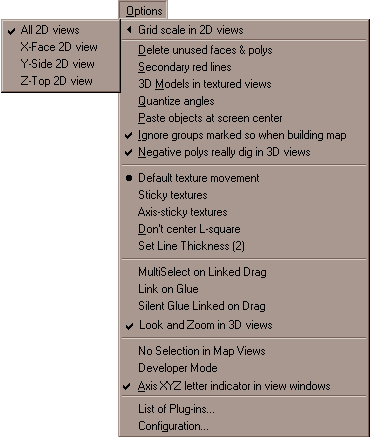 Options
All 2D views
X-Face 2D view
Y-Side 2D view
Z-Top 2D view
Grid scale in 2D views
Delete unused faces & polys
Secondary red lines
3D Models in textured views
Quantize angles
Paste objects at screen center
Ignore groups marked so when building map
Negative polys really dig in 3D views
Default texture movement
Sticky textures
Axis-sticky textures
Don't center L-square
Set Line Thickness (2)
MultiSelect on Linked Drag
Link on Glue
Silent Glue Linked on Drag
Look and Zoom in 3D views
No Selection in Map Views
Developer Mode
Axis XYZ letter indicator in view windows
List of Plug-ins...
Configuration...